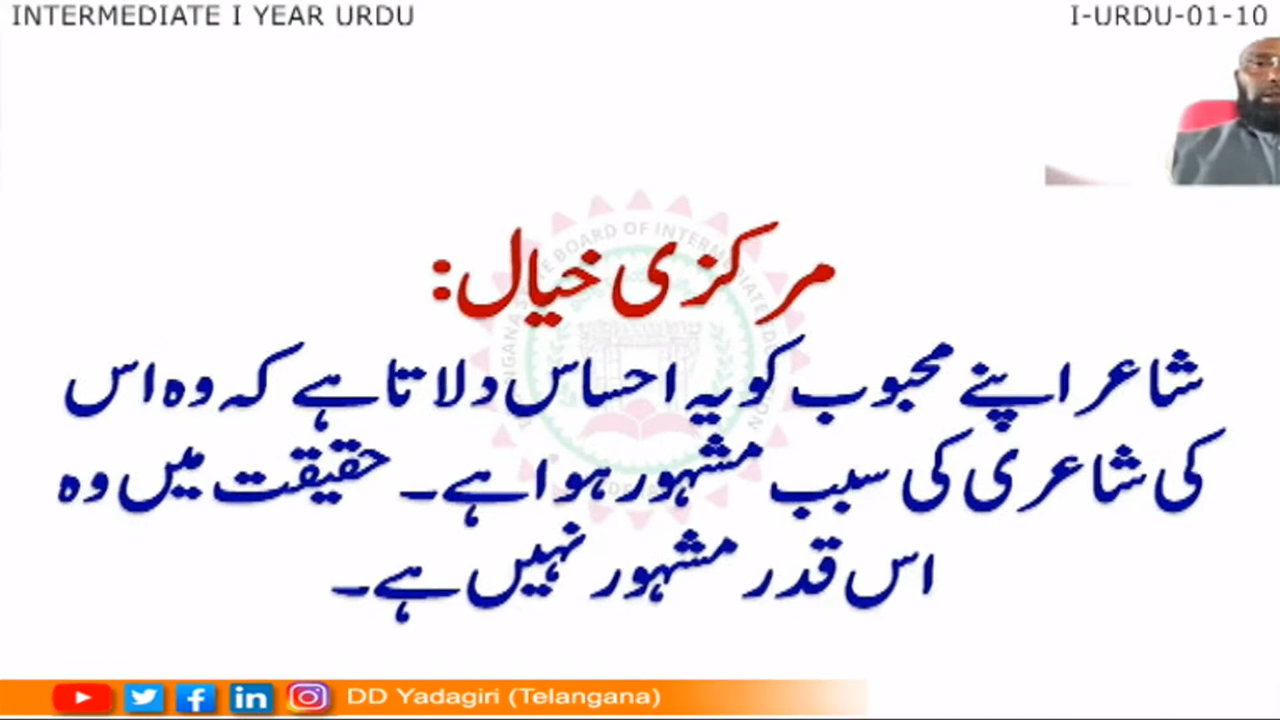 INTERMEDIATE I YEAR URDU
I-URDU-01-10
مرکزی خیال:
شاعر اپنے محبوب کو یہ احساس دلاتا ہے کہ وہ اس
کی شاعری کی سبب مشہور ہوا ہے۔ حقیقت میں وہ
اس قدر مشہور نہیں ہے۔
DD Yadagiri (Telangana)